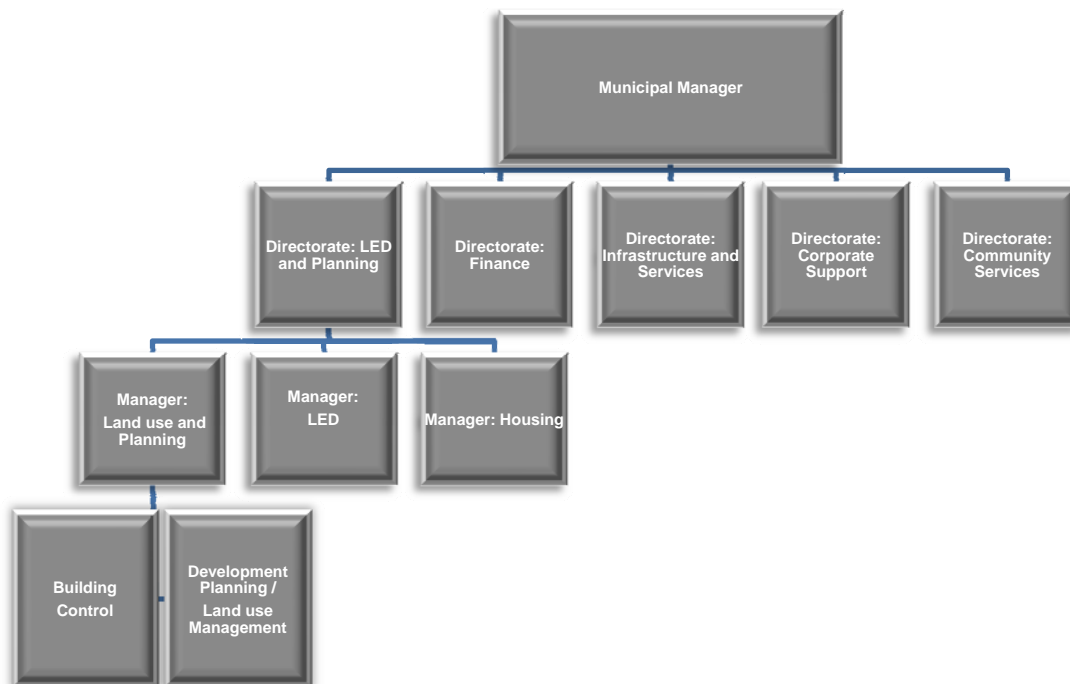 Municipal Manager
Directorate: LED
and Planning
Directorate:
Finance
Directorate:
Infrastructure and
Services
Directorate:
Corporate
Support
Directorate:
Community
Services
Manager:
Land use and
Planning
Manager:
LED
Manager: Housing
Building
Control
Development
Planning /
Land use
Management